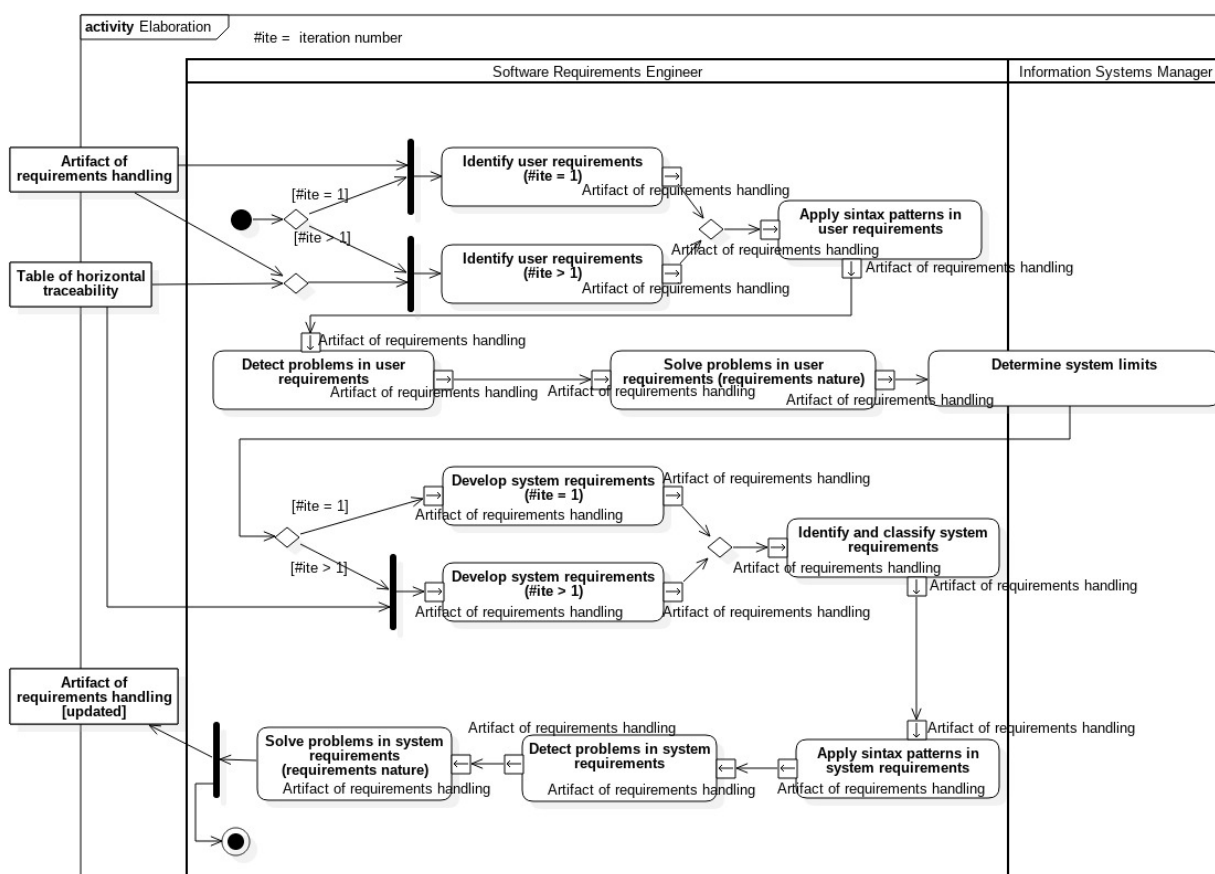 activity Elaboration
#ite = iteration number
Software Requirements Engineer
Information Systems Manager
Artifact of
requirements handling
Identify user requirements
(#ite = 1)
Artifact of requirements handling
[#ite = 1]
[#ite > 1]
Apply sintax patterns in
user requirements
Artifact of requirements handling
Identify user requirements
(#ite > 1)
Artifact of requirements handling
Artifact of requirements handling
Table of horizontal
traceability
Artifact of requirements handling
Detect problems in user
requirements
Artifact of requirements handling
Solve problems in user
requirements (requirements nature)
Artifact of requirements handling
Artifact of requirements handling
Determine system limits
[#ite = 1]
Develop system requirements
(#ite = 1)
Artifact of requirements handling
Artifact of requirements handling
[#ite > 1]
Develop system requirements
(#ite > 1)
Artifact of requirements handling
Artifact of requirements handling
Identify and classify system
requirements
Artifact of requirements handling
Artifact of requirements handling
Artifact of
requirements handling
[updated]
Solve problems in system
requirements
(requirements nature)
Artifact of requirements handling
Artifact of requirements handling
Detect problems in system
requirements
Artifact of requirements handling
Artifact of requirements handling
Apply sintax patterns in
system requirements
Artifact of requirements handling